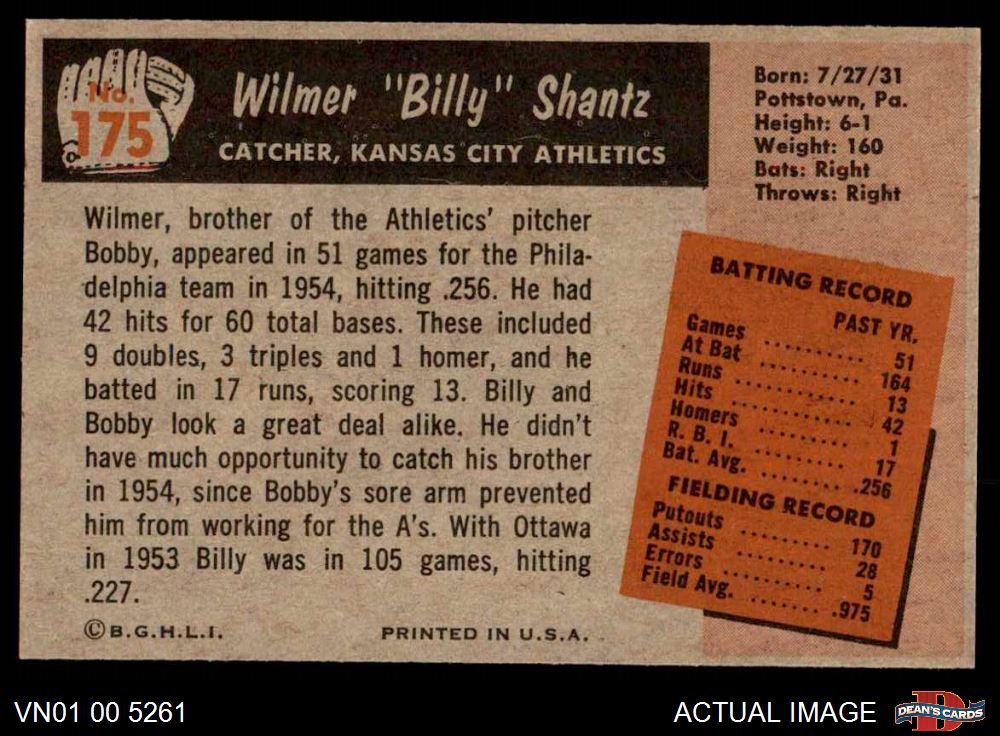 No.
175
Wilmer "Billy" Shantz
CATCHER, KANSAS CITY ATHLETICS
Born: 7/27/31
Pottstown, Pa.
Height: 6-1
Weight: 160
Bats: Right
Throws: Right
Wilmer, brother of the Athletics' pitcher
Bobby, appeared in 51 games for the Phila-
delphia team in 1954, hitting .256. He had
42 hits for 60 total bases. These included
9 doubles, 3 triples and 1 homer, and he
batted in 17 runs, scoring 13. Billy and
Bobby look a great deal alike. He didn't
have much opportunity to catch his brother
in 1954, since Bobby's sore arm prevented
him from working for the A's. With Ottawa
in 1953 Billy was in 105 games, hitting
.227.
©B.G.H.L.I. PRINTED IN U.S.A.
BATTING RECORD
PAST YR.
Games .......... 51
At Bat .......... 164
Runs .......... 13
Hits .......... 42
Homers .......... 1
R. B. I. .......... 17
Bat. Avg. ........ .256
FIELDING RECORD
Putouts ......... 170
Assists ......... 28
Errors .......... 5
Field Avg. ....... .975
VN01 00 5261
ACTUAL IMAGE
DEAN'S CARDS